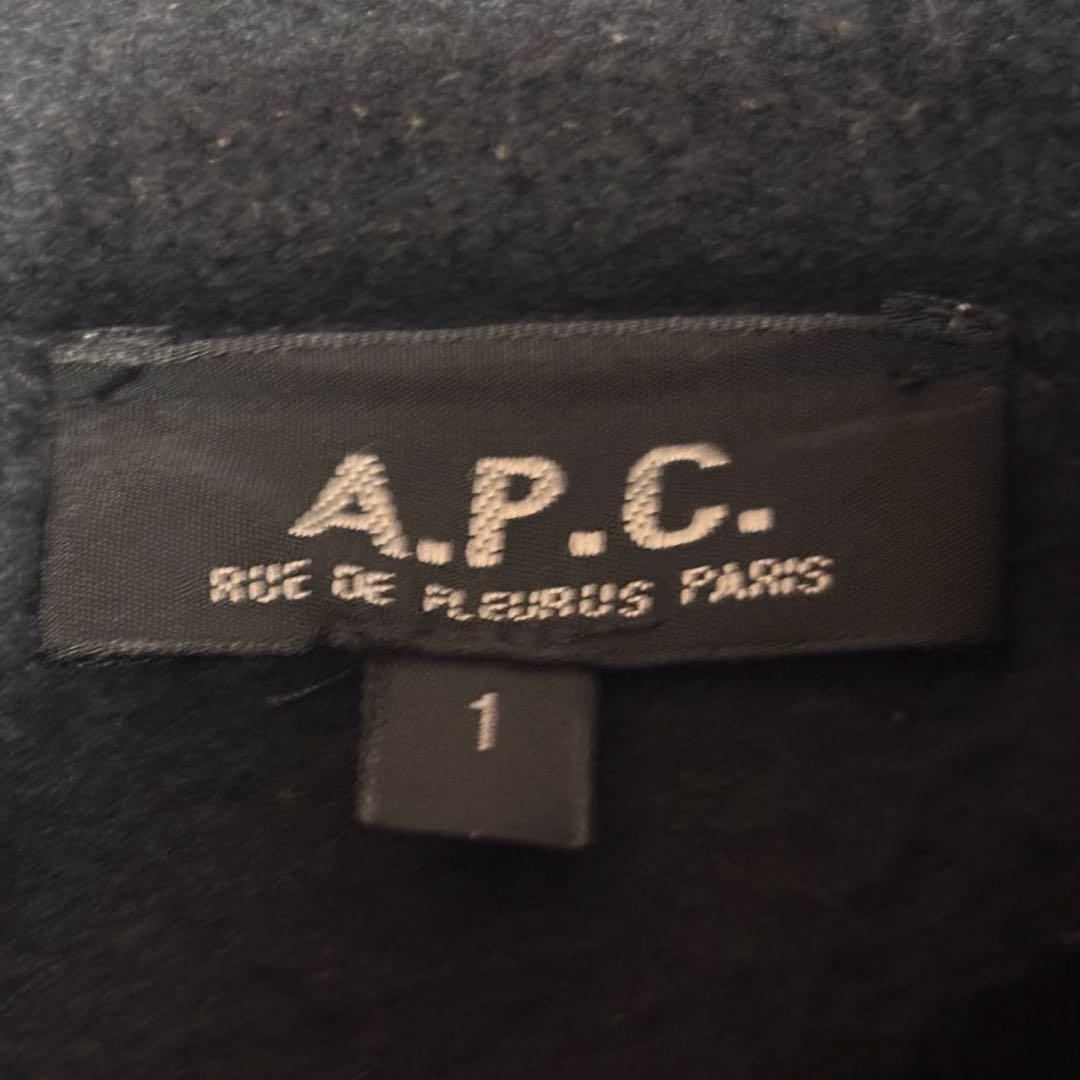 A.P.C.
RUE DE FLEURUS PARIS
1